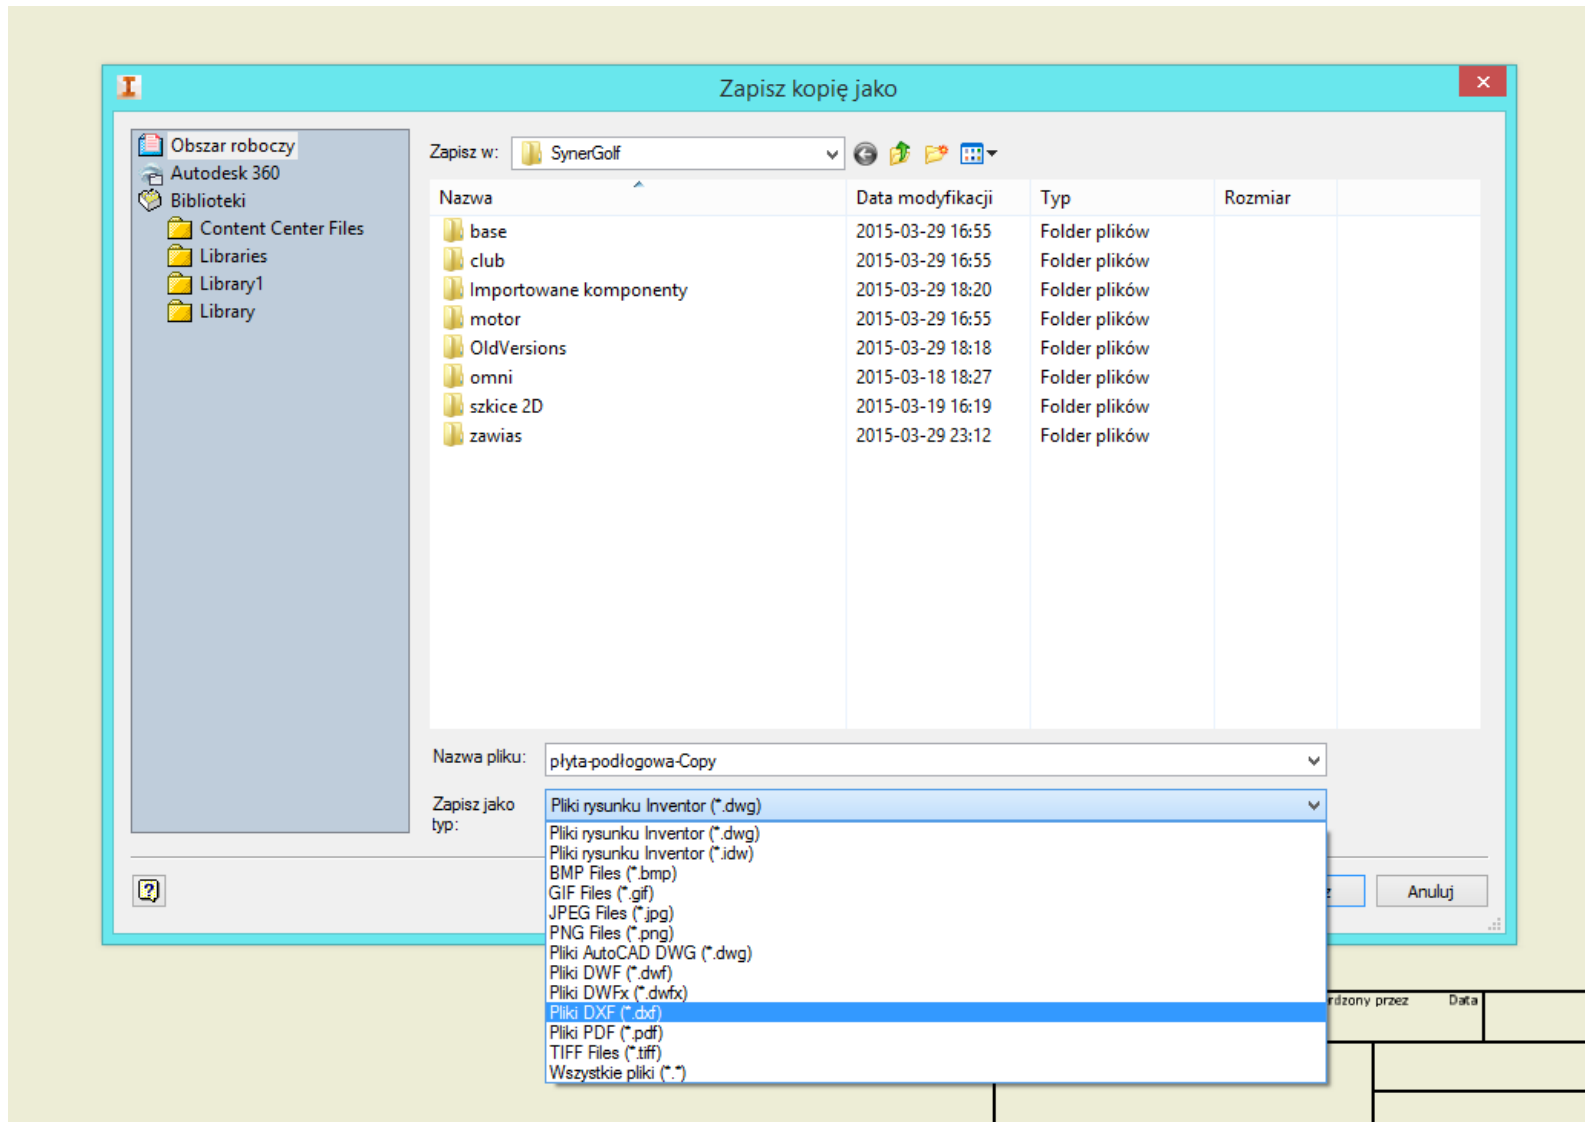 Zapisz kopię jako
Obszar roboczy
Autodesk 360
Biblioteki
Content Center Files
Libraries
Library1
Library
Zapisz w: SynerGolf
Nazwa Data modyfikacji Typ Rozmiar
base 2015-03-29 16:55 Folder plików
club 2015-03-29 16:55 Folder plików
Importowane komponenty 2015-03-29 18:20 Folder plików
motor 2015-03-29 16:55 Folder plików
OldVersions 2015-03-29 18:18 Folder plików
omni 2015-03-18 18:27 Folder plików
szkice 2D 2015-03-19 16:19 Folder plików
zawias 2015-03-29 23:12 Folder plików
Nazwa pliku: płyta-podłogowa-Copy
Zapisz jako typ: Pliki rysunku Inventor (*.dwg)
Pliki rysunku Inventor (*.dwg)
Pliki rysunku Inventor (*.idw)
BMP Files (*.bmp)
GIF Files (*.gif)
JPEG Files (*.jpg)
PNG Files (*.png)
Pliki AutoCAD DWG (*.dwg)
Pliki DWF (*.dwf)
Pliki DWFx (*.dwfx)
Pliki DXF (*.dxf)
Pliki PDF (*.pdf)
TIFF Files (*.tiff)
Wszystkie pliki (*.*)
Anuluj
rdzony przez Data